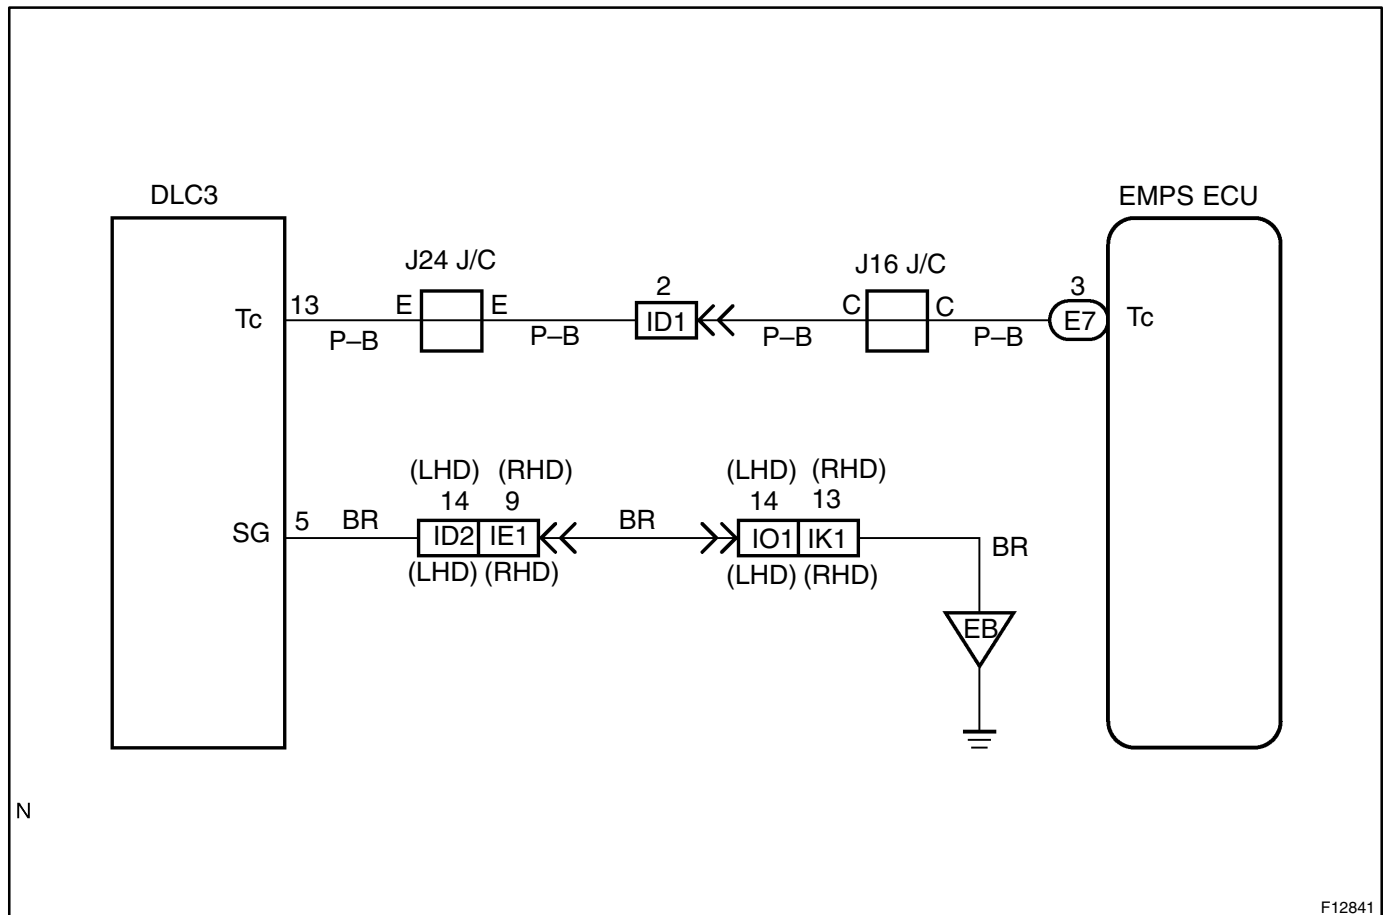 DLC3
EMPS ECU
J24 J/C
J16 J/C
2
3
Tc
13
E
E
ID1
C
C
E7
Tc
P–B
P–B
P–B
P–B
(LHD) (RHD)
(LHD) (RHD)
14 9
14 13
SG
5
BR
ID2 IE1
BR
IO1 IK1
BR
(LHD) (RHD)
(LHD) (RHD)
EB
N
F12841